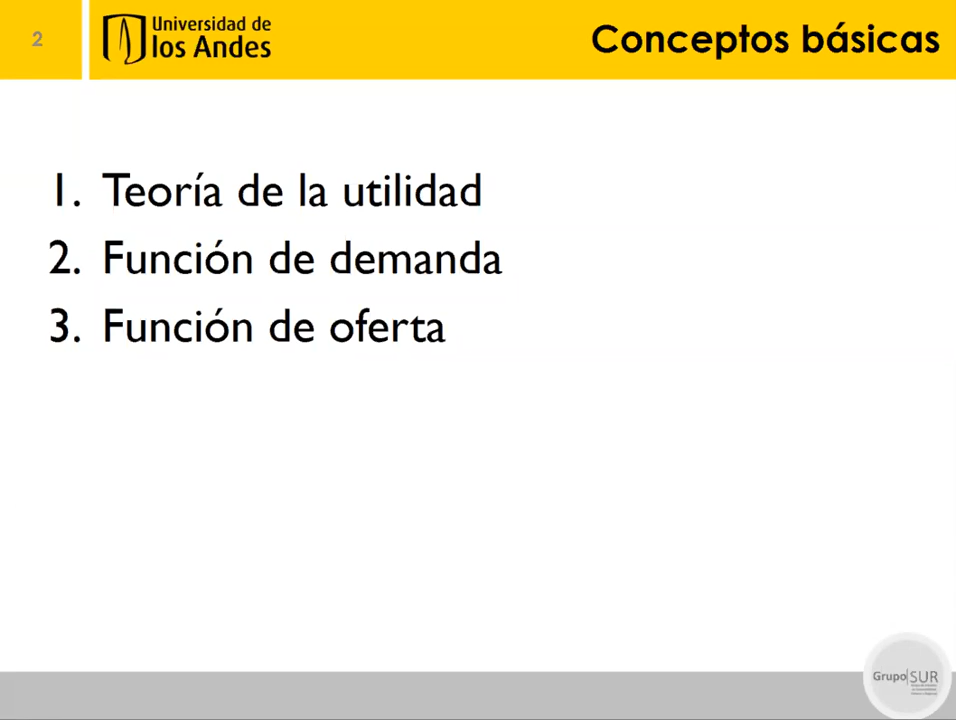 2
Universidad de
los Andes
Conceptos básicas
1. Teoría de la utilidad
2. Función de demanda
3. Función de oferta
Grupo|SUR